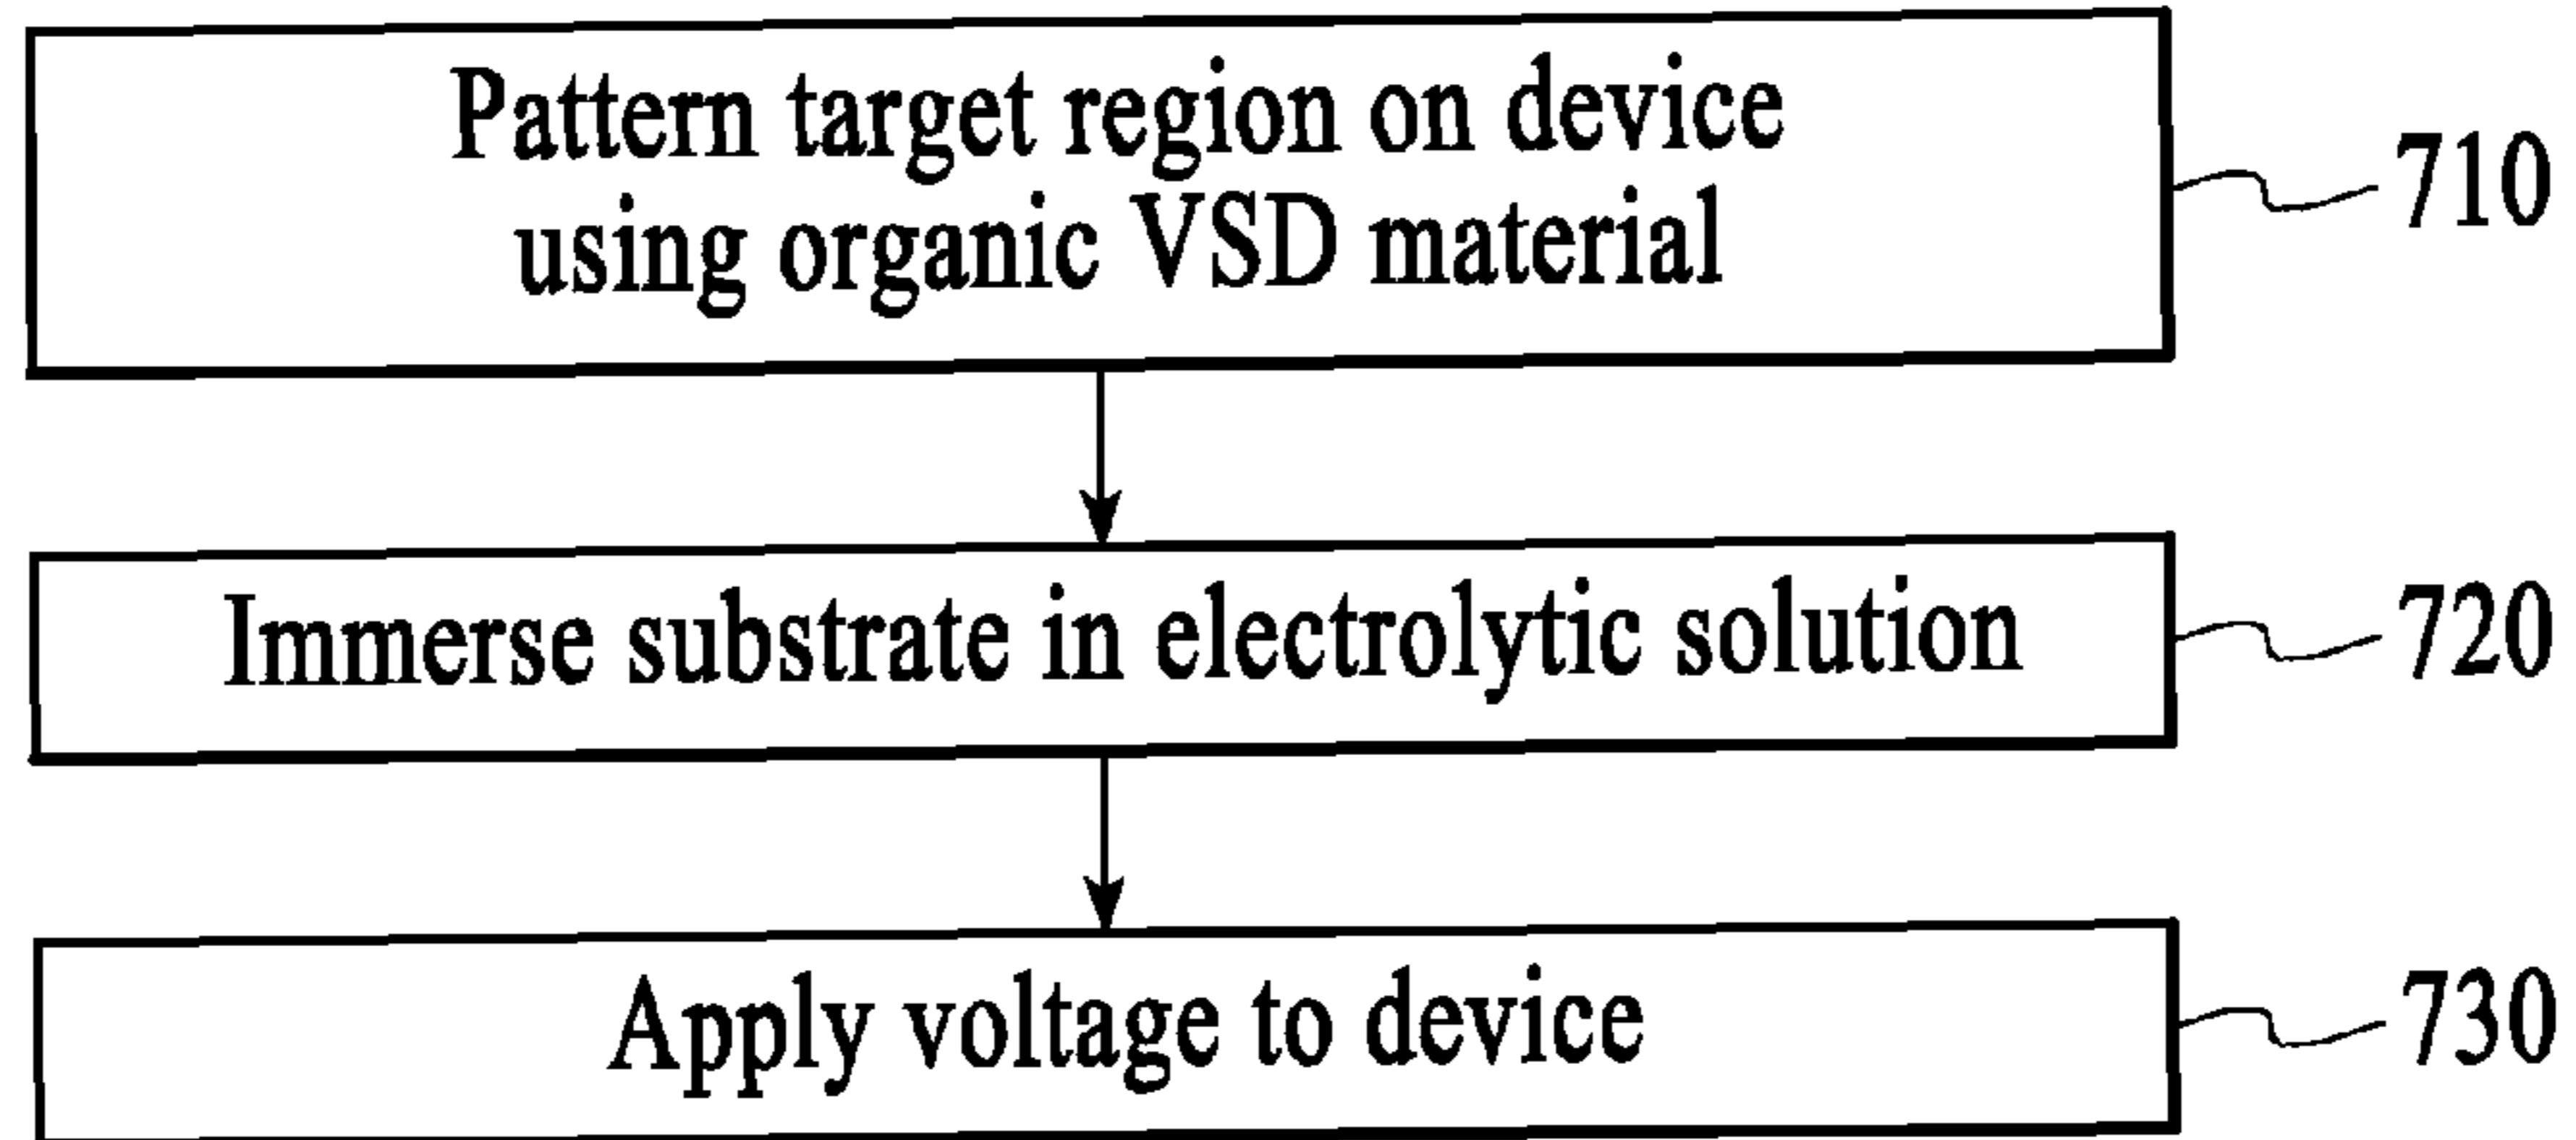 Pattern target region on device
using organic VSD material
710
Immerse substrate in electrolytic solution
720
Apply voltage to device
730